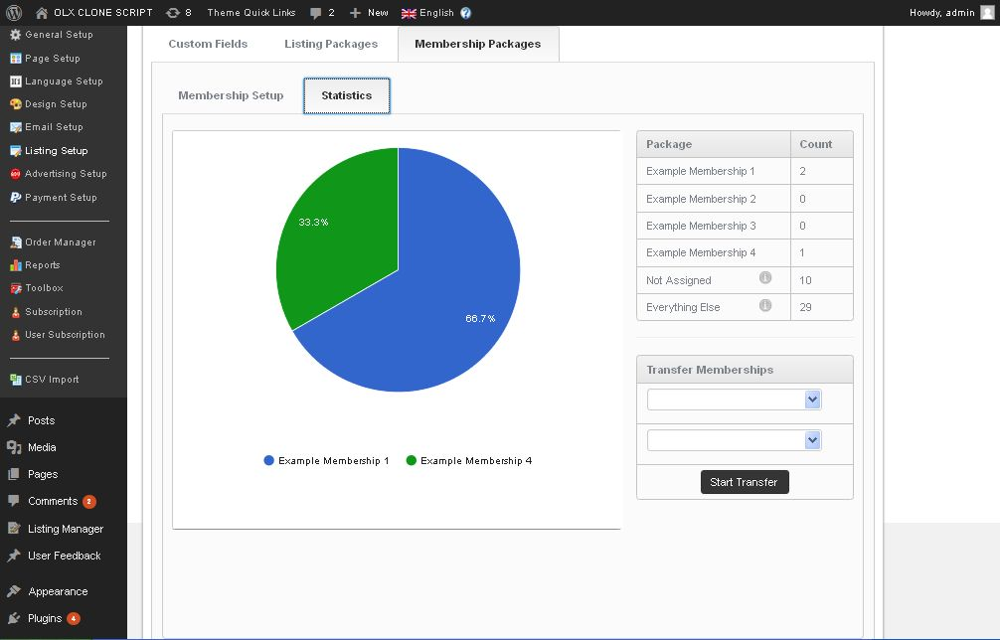 OLX CLONE SCRIPT 8 Theme Quick Links 2 New English ? Howdy, admin
General Setup
Page Setup
Language Setup
Design Setup
Email Setup
Listing Setup
Advertising Setup
Payment Setup
Order Manager
Reports
Toolbox
Subscription
User Subscription
CSV Import
Posts
Media
Pages
Comments 2
Listing Manager
User Feedback
Appearance
Plugins 4
Custom Fields Listing Packages Membership Packages
Membership Setup Statistics
33.3%
66.7%
Example Membership 1 Example Membership 4
Package Count
Example Membership 1 2
Example Membership 2 0
Example Membership 3 0
Example Membership 4 1
Not Assigned 10
Everything Else 29
Transfer Memberships
Start Transfer